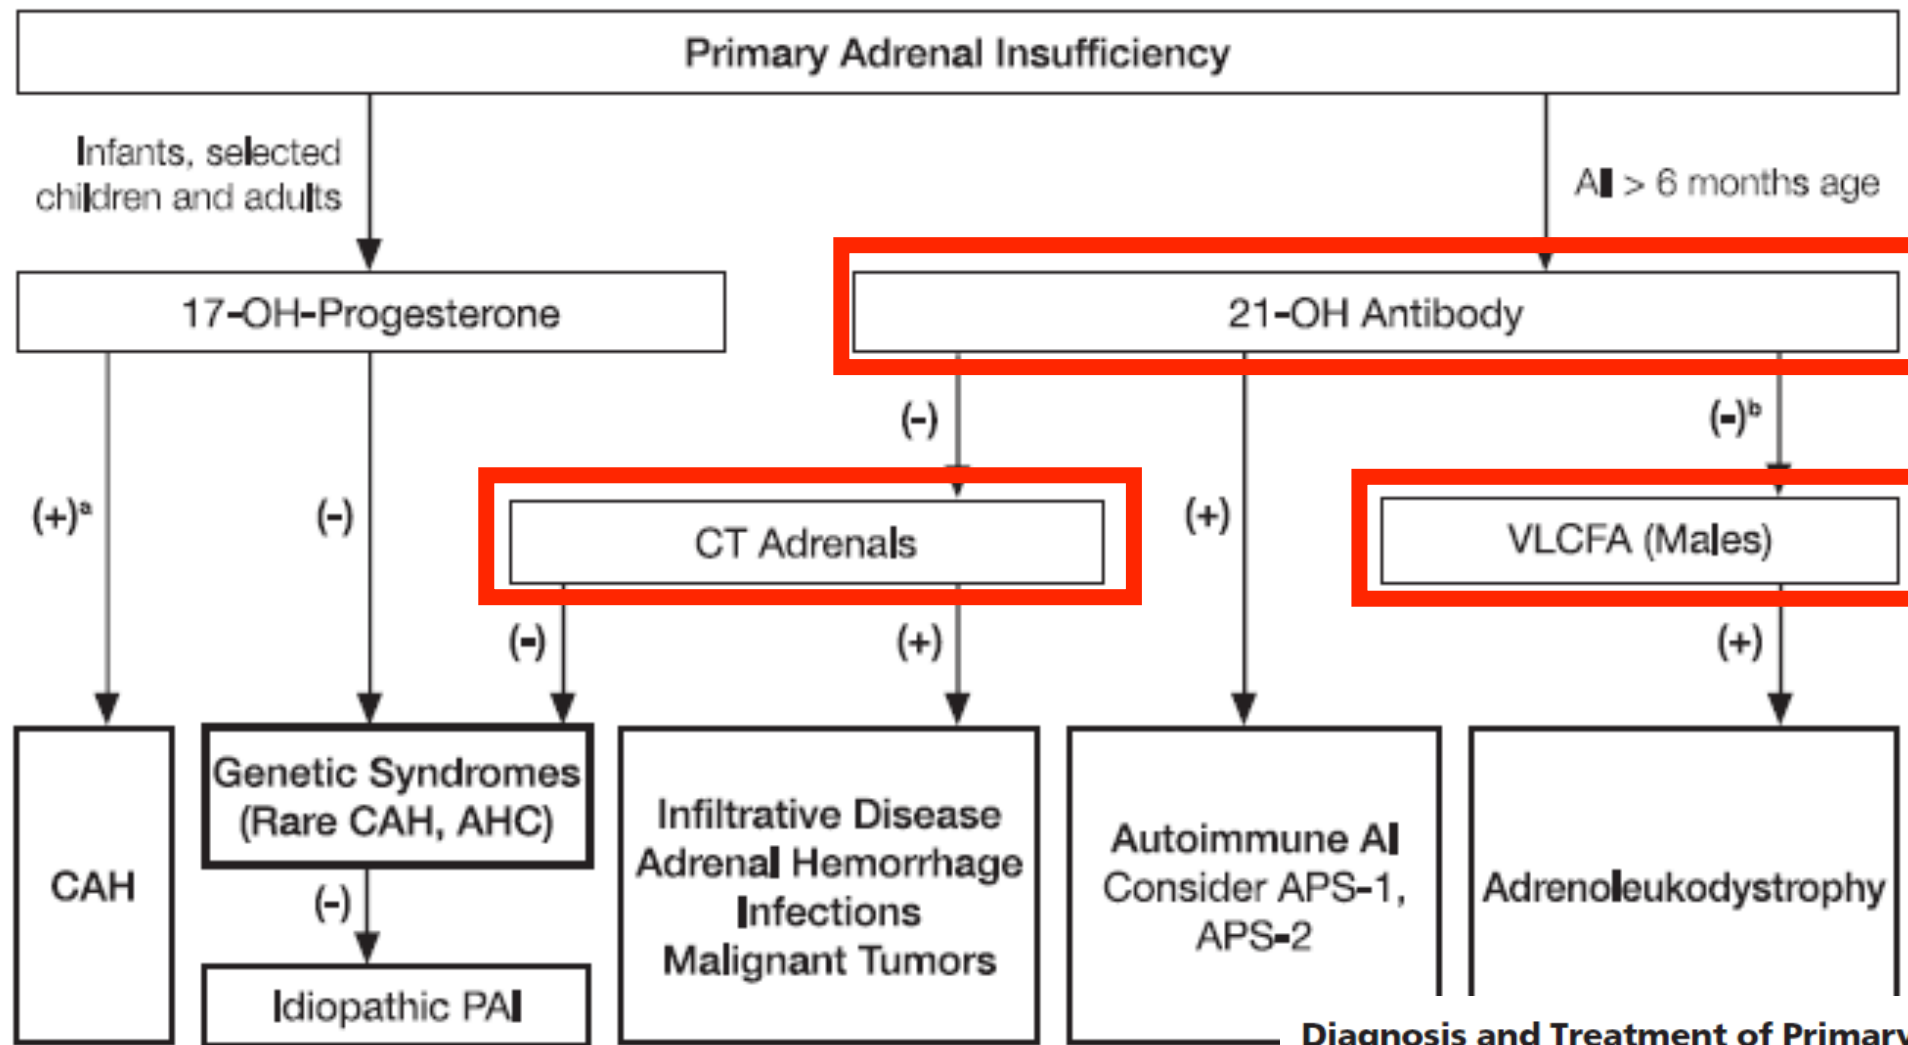 Primary Adrenal Insufficiency
Infants, selected
children and adults
All > 6 months age
17-OH-Progesterone
21-OH Antibody
(-)
(-)ᵇ
(+)ᵃ
(-)
CT Adrenals
(+)
VLCFA (Males)
(-)
(+)
(+)
CAH
Genetic Syndromes
(Rare CAH, AHC)
(-)
Idiopathic PAI
Infiltrative Disease
Adrenal Hemorrhage
Infections
Malignant Tumors
Autoimmune AI
Consider APS-1,
APS-2
Adrenoleukodystrophy
Diagnosis and Treatment of Primary